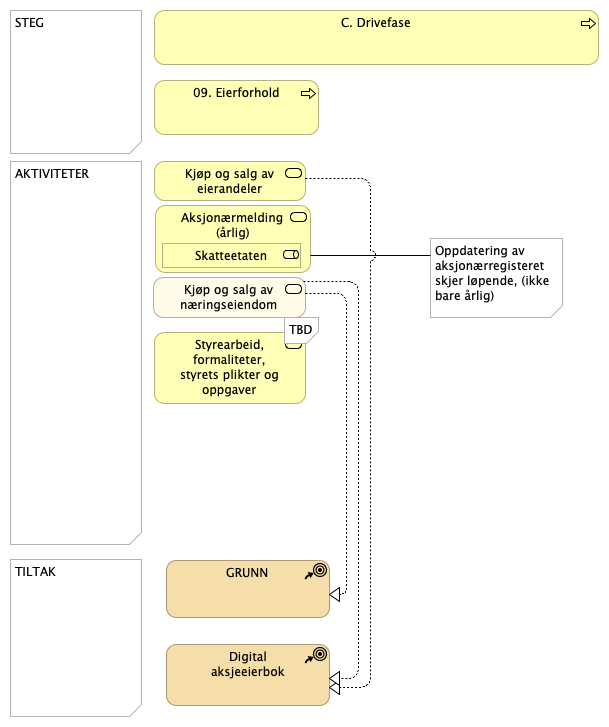 STEG
C. Drivefase
09. Eierforhold
AKTIVITETER
Kjøp og salg av
eierandeler
Aksjonærmelding
(årlig)
Skatteetaten
Oppdatering av
aksjonærregisteret
skjer løpende, (ikke
bare årlig)
Kjøp og salg av
næringseiendom
TBD
Styrearbeid,
formaliteter,
styrets plikter og
oppgaver
TILTAK
GRUNN
Digital
aksjeeierbok